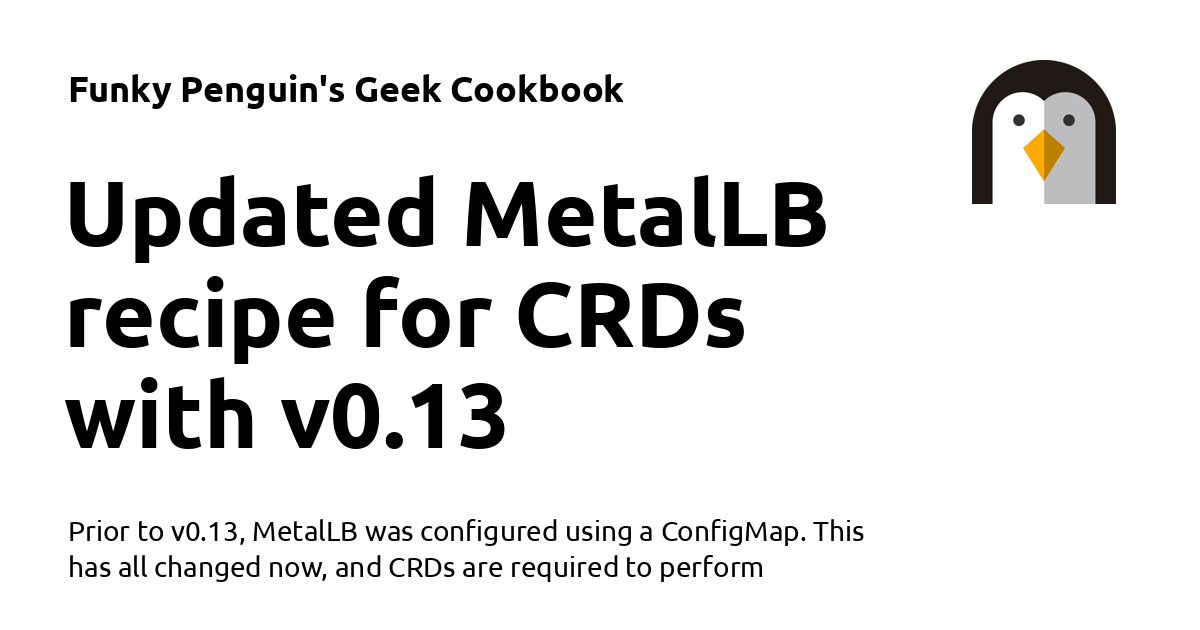 Funky Penguin's Geek Cookbook
Updated MetalLB
recipe for CRDs
with v0.13
Prior to v0.13, MetalLB was configured using a ConfigMap. This
has all changed now, and CRDs are required to perform